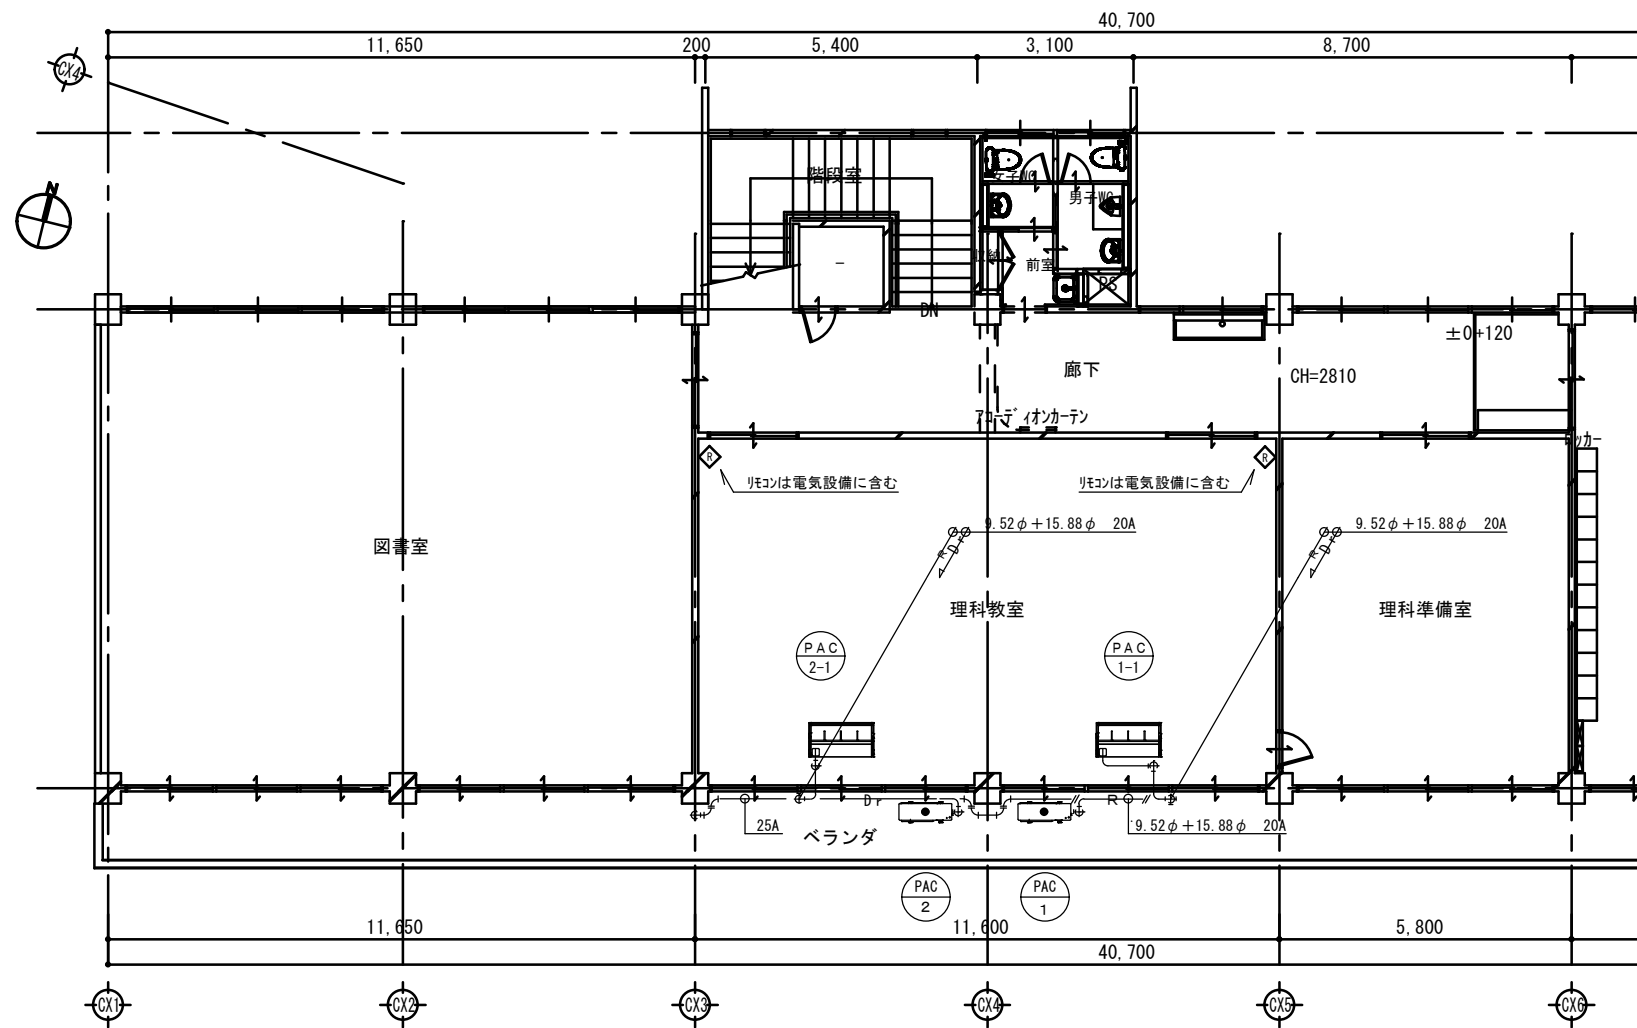 40,700
11,650
200
5,400
3,100
8,700
CX4
N
階段室
女子WC
男子WC
収納
前室
PS
DN
±0+120
廊下
CH=2810
アコーディオンカーテン
R
リモコンは電気設備に含む
リモコンは電気設備に含む
R
9.52φ+15.88φ 20A
9.52φ+15.88φ 20A
R
Dr
R
Dr
図書室
理科教室
理科準備室
PAC
2-1
PAC
1-1
Dr
R
25A
ベランダ
9.52φ+15.88φ 20A
PAC
2
PAC
1
11,650
11,600
5,800
40,700
CX1
CX2
CX3
CX4
CX5
CX6